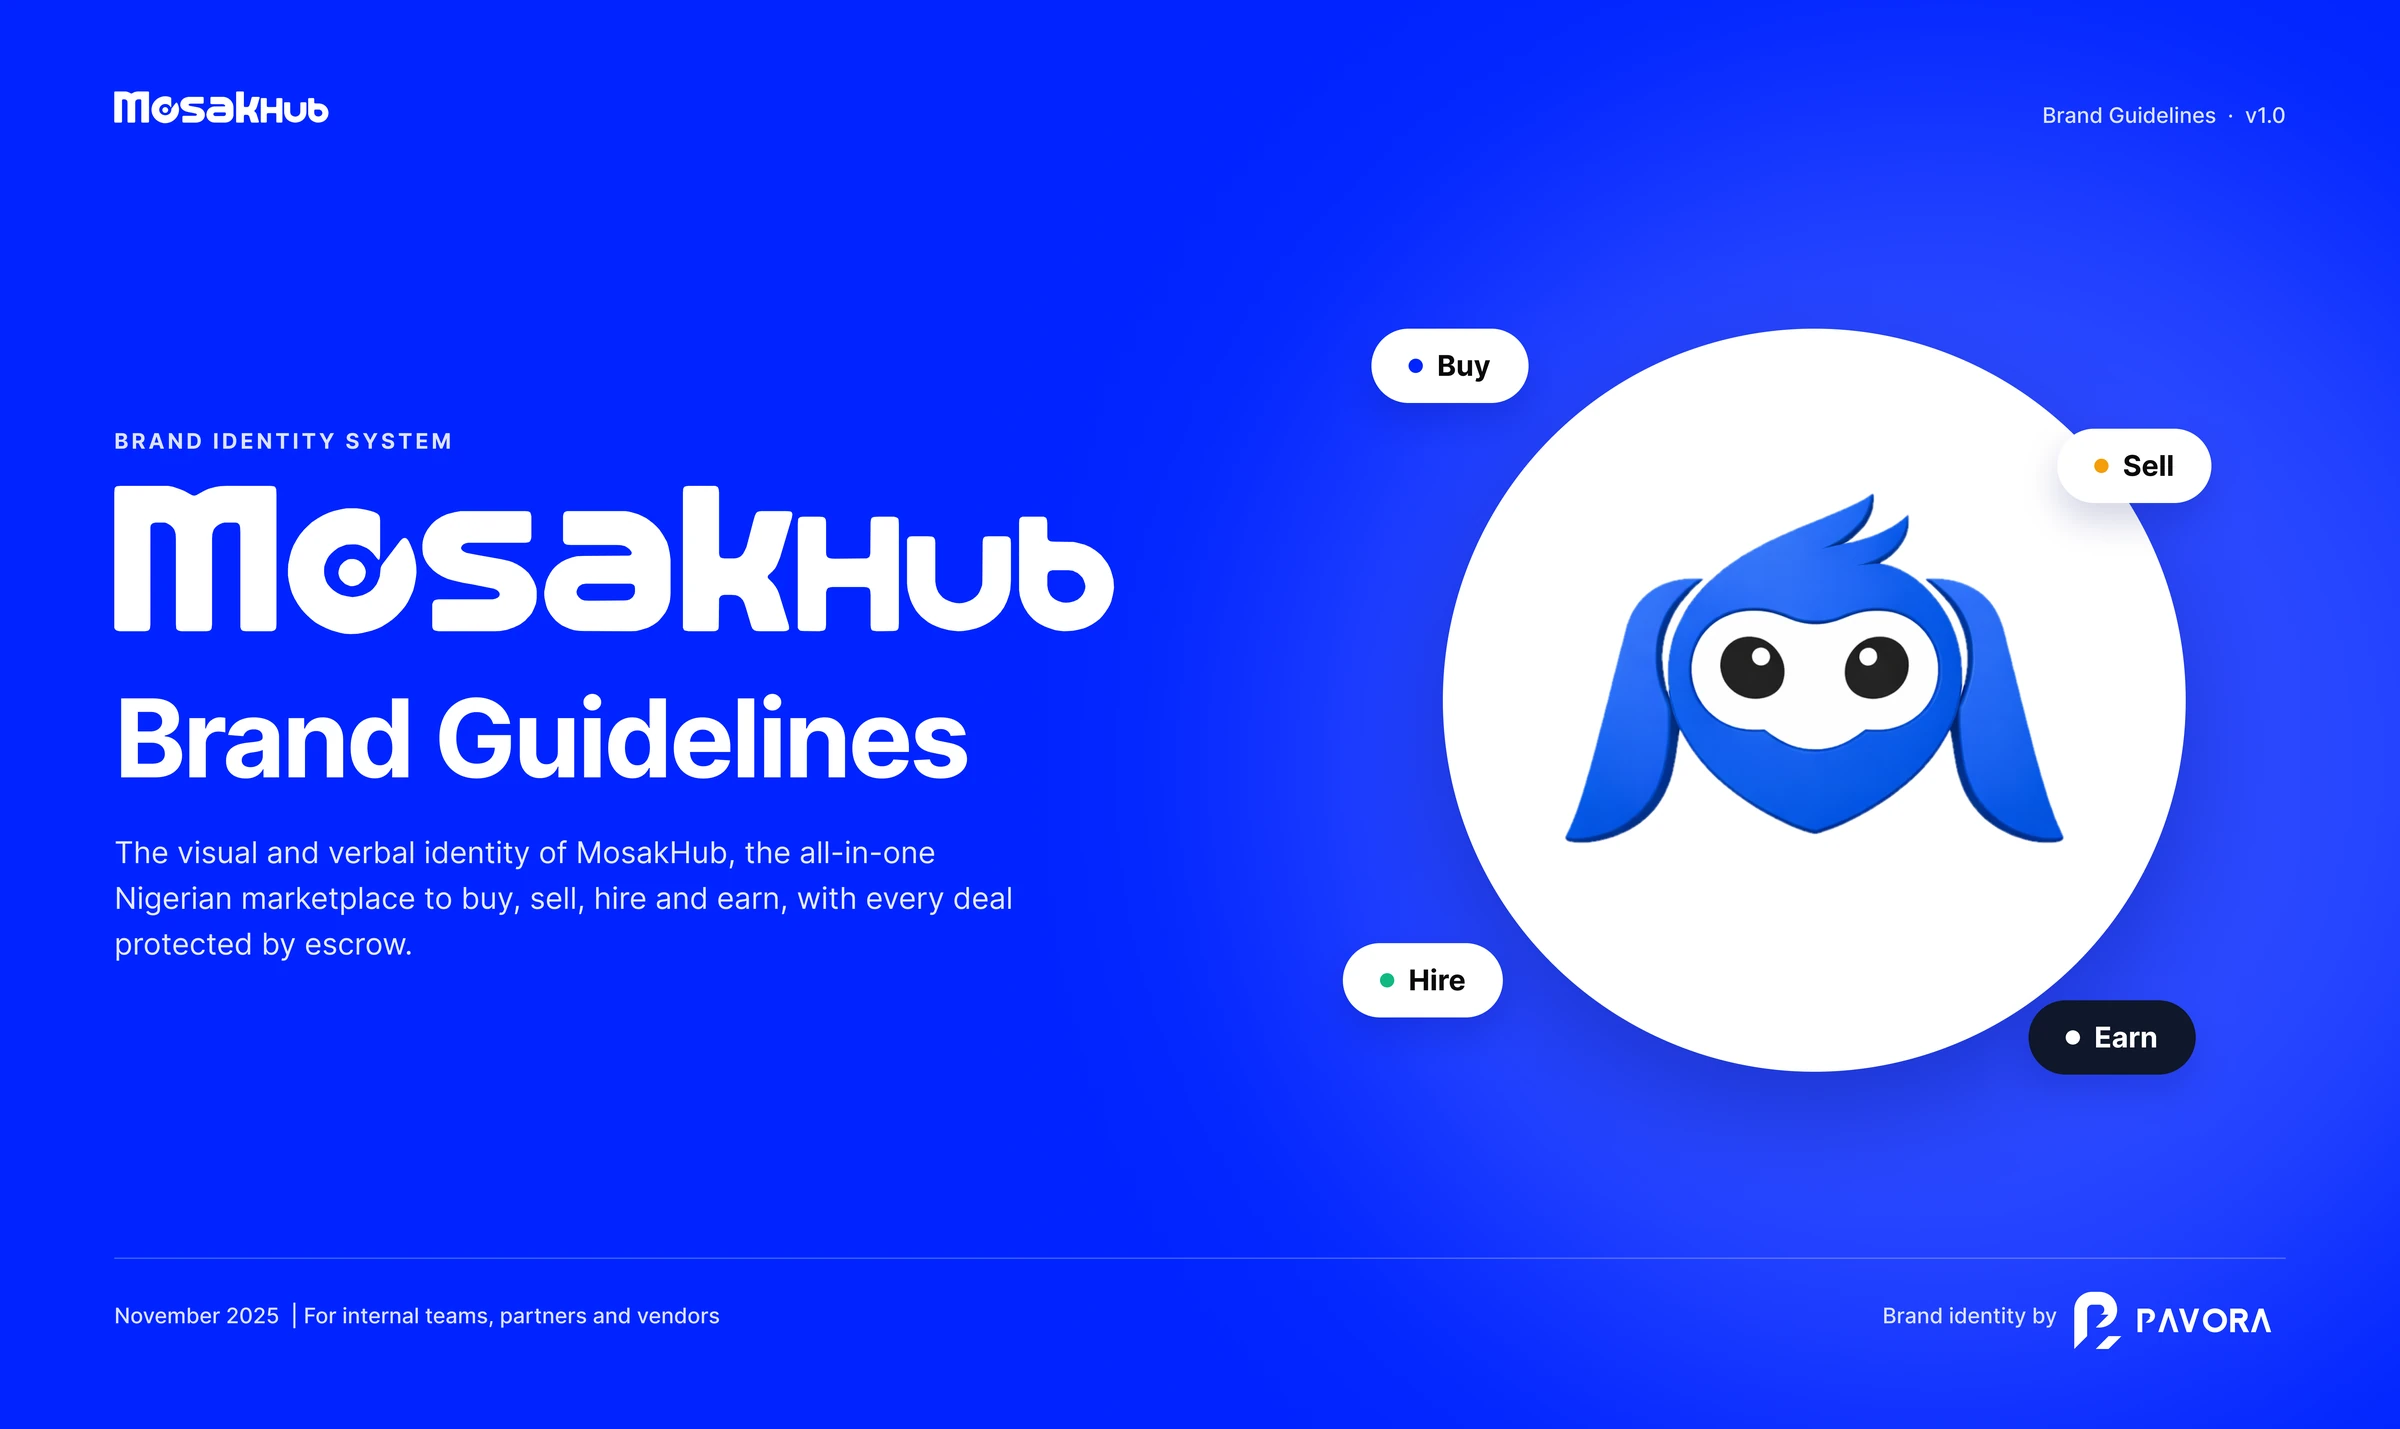 MosakHub
Brand Guidelines · v1.0
BRAND IDENTITY SYSTEM
MosakHub
Brand Guidelines
The visual and verbal identity of MosakHub, the all-in-one
Nigerian marketplace to buy, sell, hire and earn, with every deal
protected by escrow.
Buy
Sell
Hire
Earn
November 2025 | For internal teams, partners and vendors
Brand identity by PAVORA